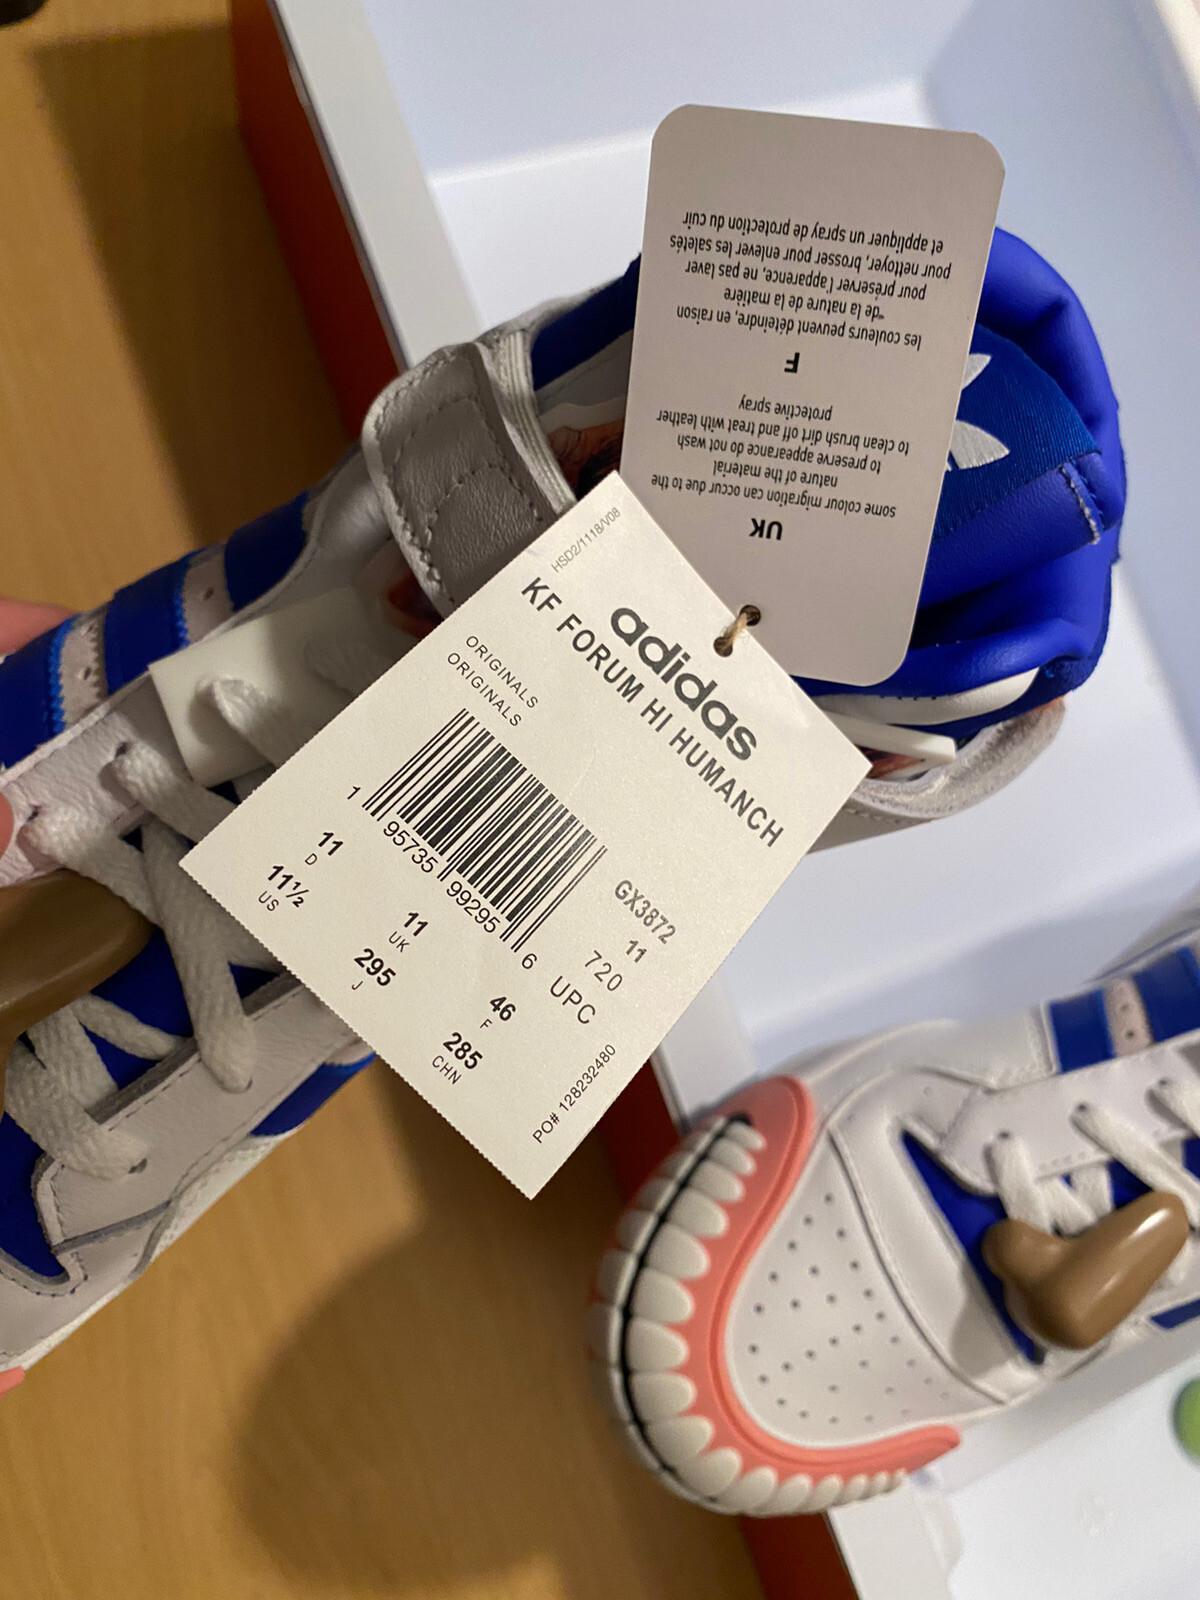 UK
some colour migration can occur due to the
nature of the material
to preserve appearance do not wash
to clean brush dirt off and treat with leather
protective spray
F
les couleurs peuvent déteindre, en raison
de la nature de la matière
pour préserver l'apparence, ne pas laver
pour nettoyer, brosser pour enlever les saletés
et appliquer un spray de protection du cuir
HSD2/1118/V08
adidas
KF FORUM HI HUMANCH
ORIGINALS
ORIGINALS
1 95735 99295 6
GX3872
11
720
UPC
11
D
11
UK
46
F
11½
US
295
J
285
CHN
PO# 128232480